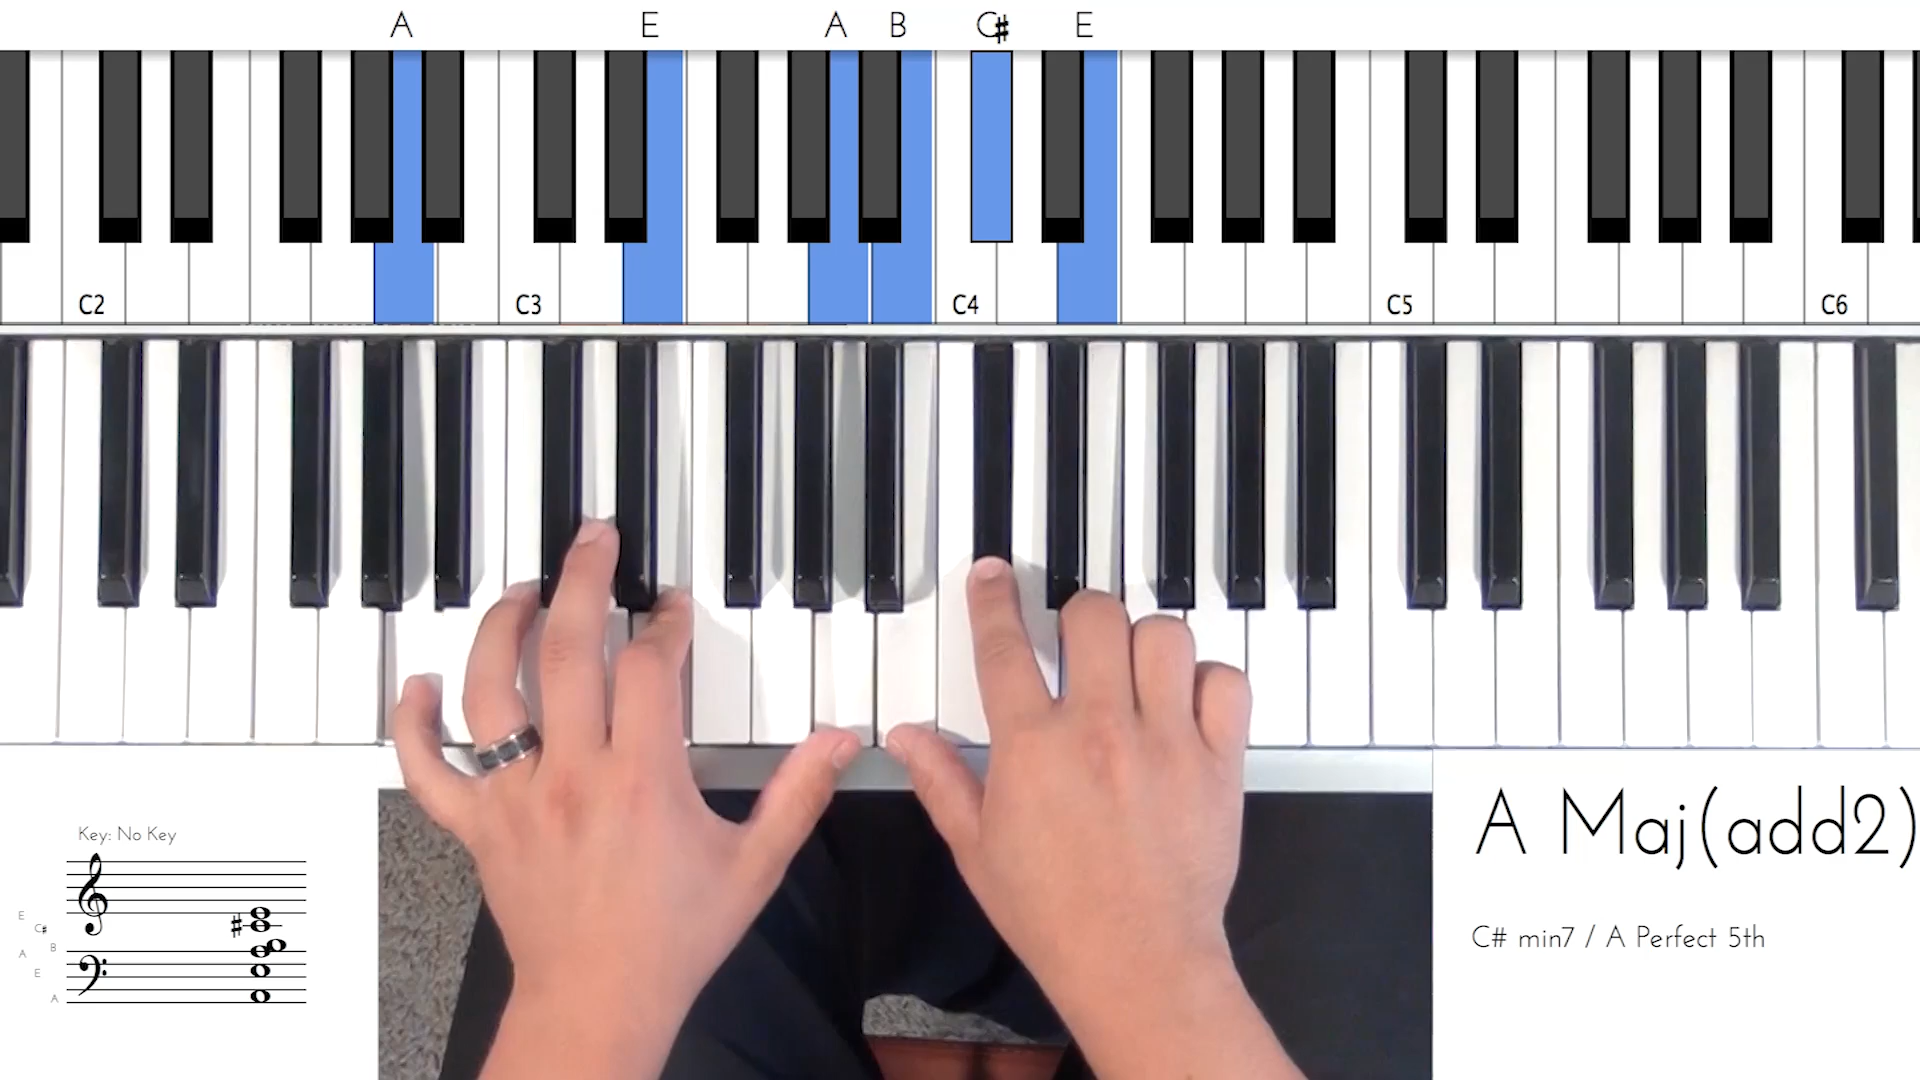 A E A B C# E
C2 C3 C4 C5 C6
A Maj(add2)
Key: No Key
E
C#
B
A
E
A
C# min7 / A Perfect 5th